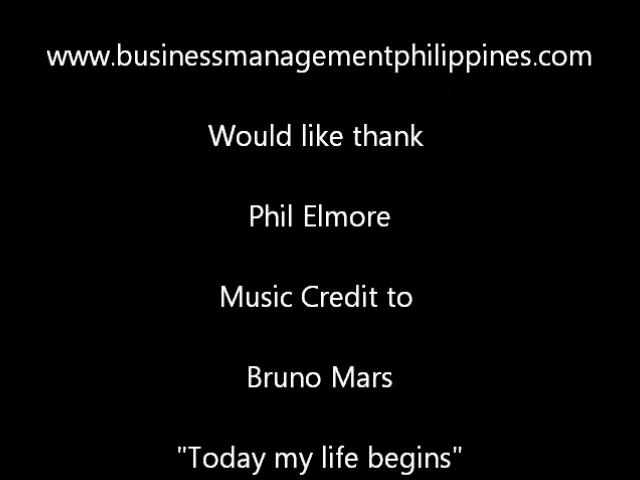 www.businessmanagementphilippines.com
Would like thank
Phil Elmore
Music Credit to
Bruno Mars
"Today my life begins"